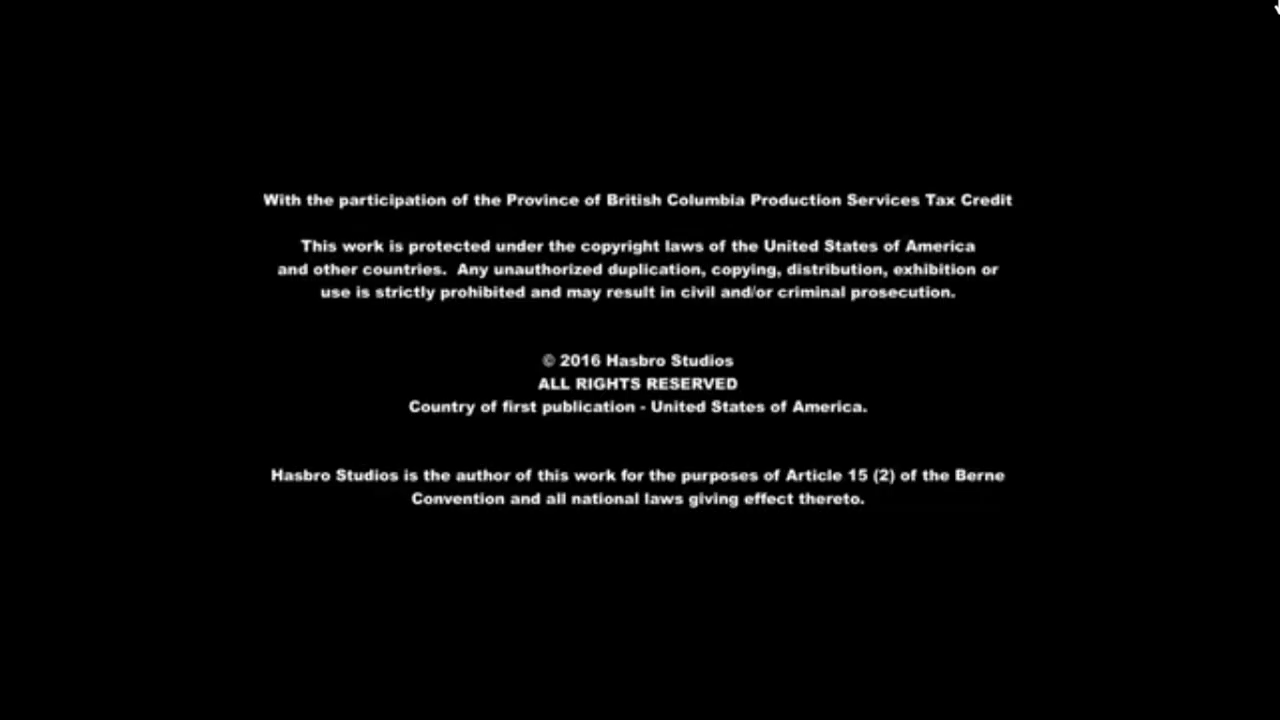 With the participation of the Province of British Columbia Production Services Tax Credit
This work is protected under the copyright laws of the United States of America
and other countries.  Any unauthorized duplication, copying, distribution, exhibition or
use is strictly prohibited and may result in civil and/or criminal prosecution.
© 2016 Hasbro Studios
ALL RIGHTS RESERVED
Country of first publication - United States of America.
Hasbro Studios is the author of this work for the purposes of Article 15 (2) of the Berne
Convention and all national laws giving effect thereto.